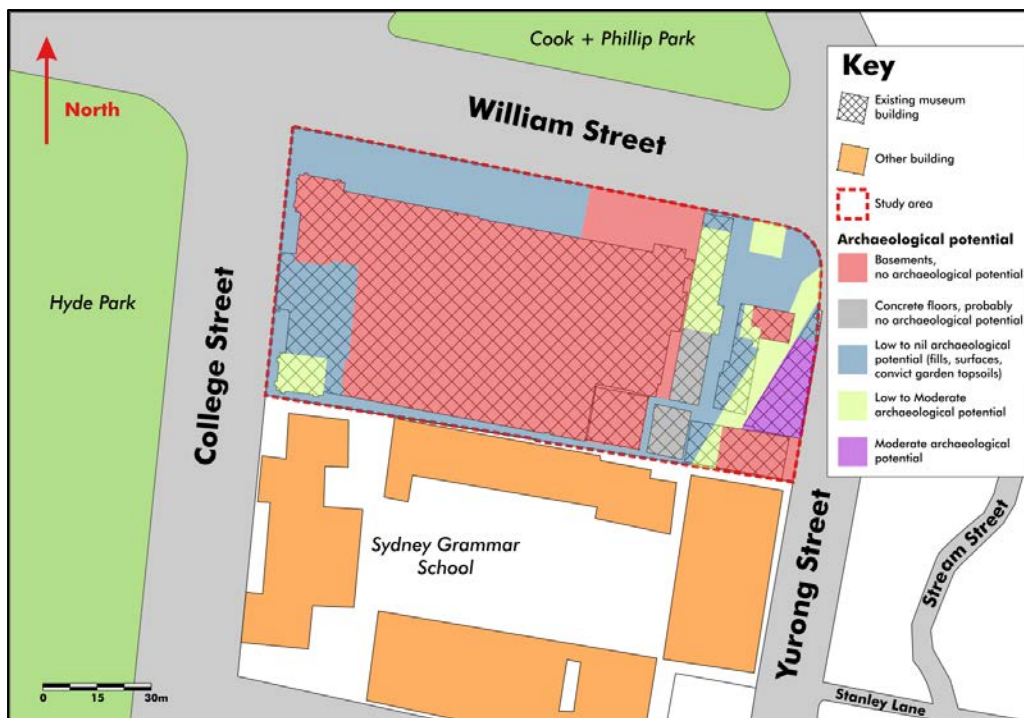 Cook + Phillip Park
North
William Street
Hyde Park
College Street
Sydney Grammar
School
Yurong Street
Stream Street
Stanley Lane
0 15 30m
Key
Existing museum
building
Other building
Study area
Archaeological potential
Basements,
no archaeological potential
Concrete floors, probably
no archaeological potential
Low to nil archaeological
potential (fills, surfaces,
convict garden topsoils)
Low to Moderate
archaeological potential
Moderate archaeological
potential